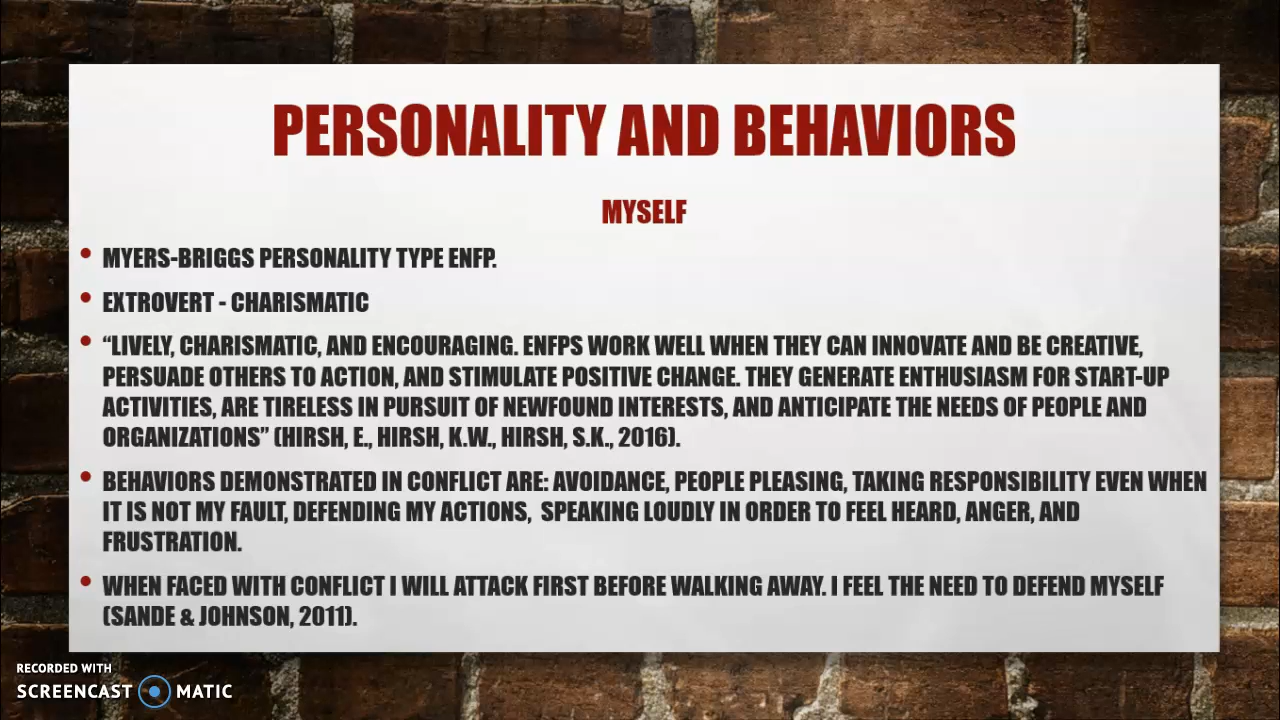 PERSONALITY AND BEHAVIORS
MYSELF
• MYERS-BRIGGS PERSONALITY TYPE ENFP.
• EXTROVERT - CHARISMATIC
• “LIVELY, CHARISMATIC, AND ENCOURAGING. ENFPS WORK WELL WHEN THEY CAN INNOVATE AND BE CREATIVE,
PERSUADE OTHERS TO ACTION, AND STIMULATE POSITIVE CHANGE. THEY GENERATE ENTHUSIASM FOR START-UP
ACTIVITIES, ARE TIRELESS IN PURSUIT OF NEWFOUND INTERESTS, AND ANTICIPATE THE NEEDS OF PEOPLE AND
ORGANIZATIONS” (HIRSH, E., HIRSH, K.W., HIRSH, S.K., 2016).
• BEHAVIORS DEMONSTRATED IN CONFLICT ARE: AVOIDANCE, PEOPLE PLEASING, TAKING RESPONSIBILITY EVEN WHEN
IT IS NOT MY FAULT, DEFENDING MY ACTIONS, SPEAKING LOUDLY IN ORDER TO FEEL HEARD, ANGER, AND
FRUSTRATION.
• WHEN FACED WITH CONFLICT I WILL ATTACK FIRST BEFORE WALKING AWAY. I FEEL THE NEED TO DEFEND MYSELF
(SANDE & JOHNSON, 2011).
RECORDED WITH
SCREENCAST MATIC